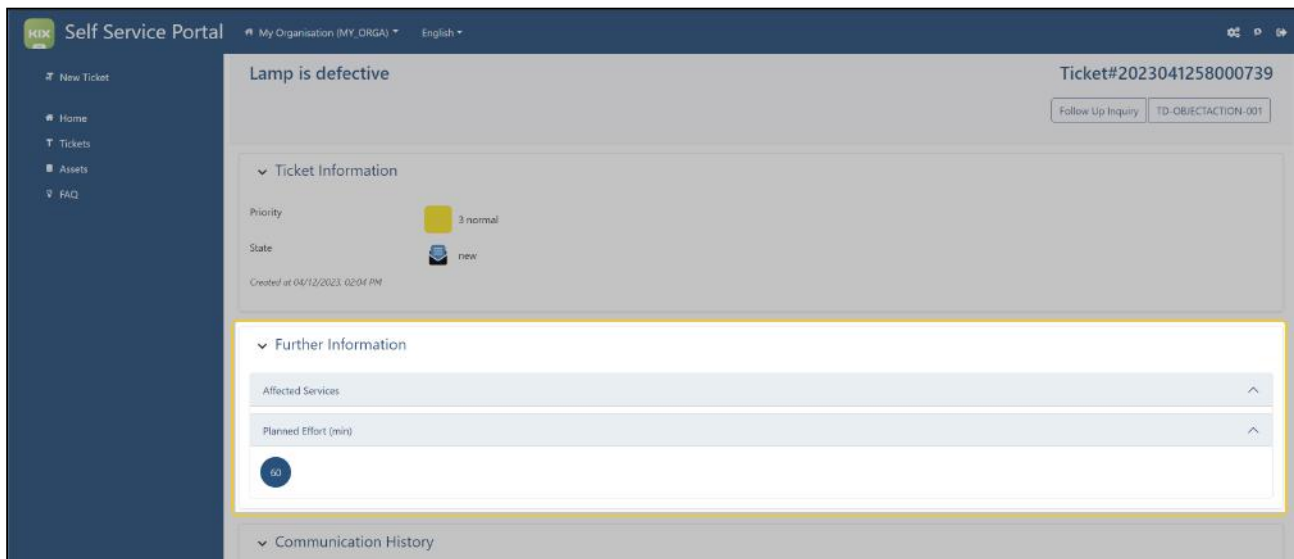 KIX
Self Service Portal
My Organisation (MY_ORGA)
English
New Ticket
Home
Tickets
Assets
FAQ
Lamp is defective
Ticket#2023041258000739
Follow Up Inquiry
TD-OBJECTACTION-001
Ticket Information
Priority
3 normal
State
new
Created at 04/12/2023, 02:04 PM
Further Information
Affected Services
Planned Effort (min)
60
Communication History